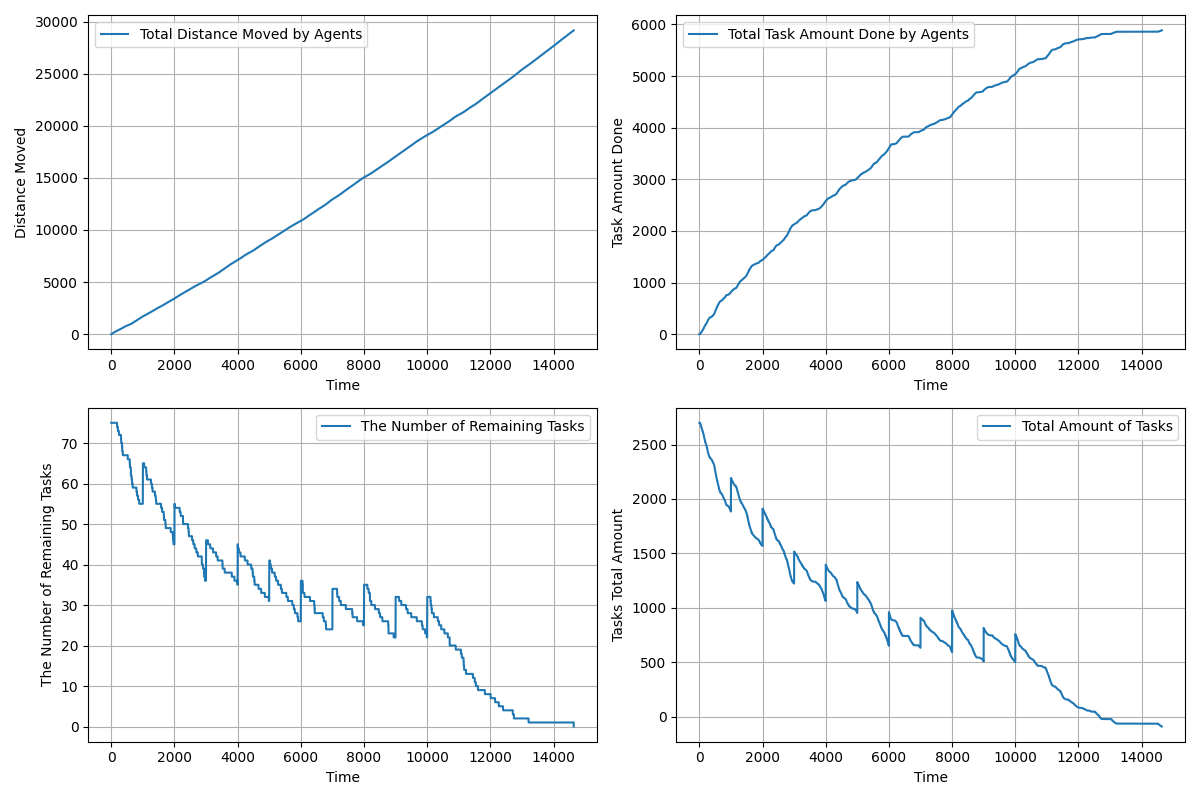 Total Distance Moved by Agents
30000
25000
20000
15000
10000
5000
0
Distance Moved
0 2000 4000 6000 8000 10000 12000 14000
Time
Total Task Amount Done by Agents
6000
5000
4000
3000
2000
1000
0
Task Amount Done
0 2000 4000 6000 8000 10000 12000 14000
Time
The Number of Remaining Tasks
70
60
50
40
30
20
10
0
The Number of Remaining Tasks
0 2000 4000 6000 8000 10000 12000 14000
Time
Total Amount of Tasks
2500
2000
1500
1000
500
0
Tasks Total Amount
0 2000 4000 6000 8000 10000 12000 14000
Time